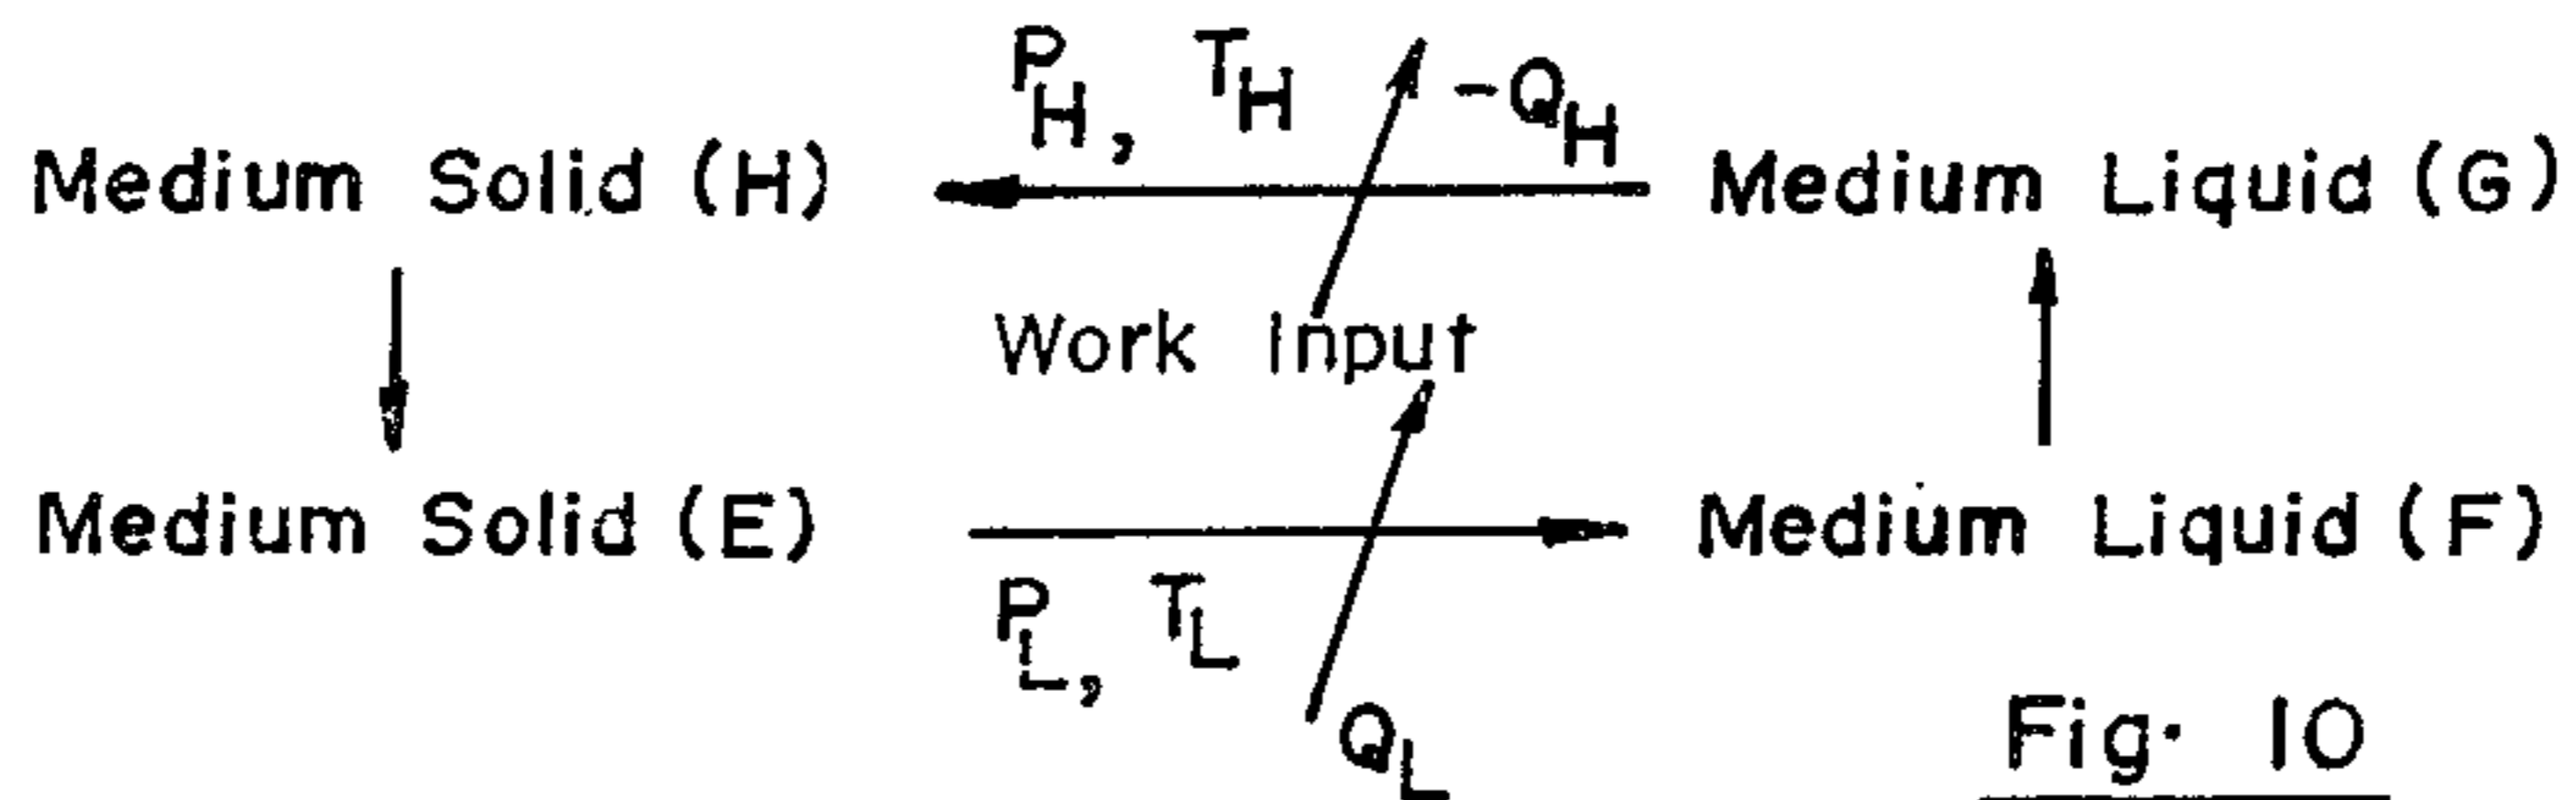 P_H, T_H -Q_H
Medium Solid (H) Medium Liquid (G)
Work Input
Medium Solid (E) Medium Liquid (F)
P_L, T_L
Q_L
Fig. 10